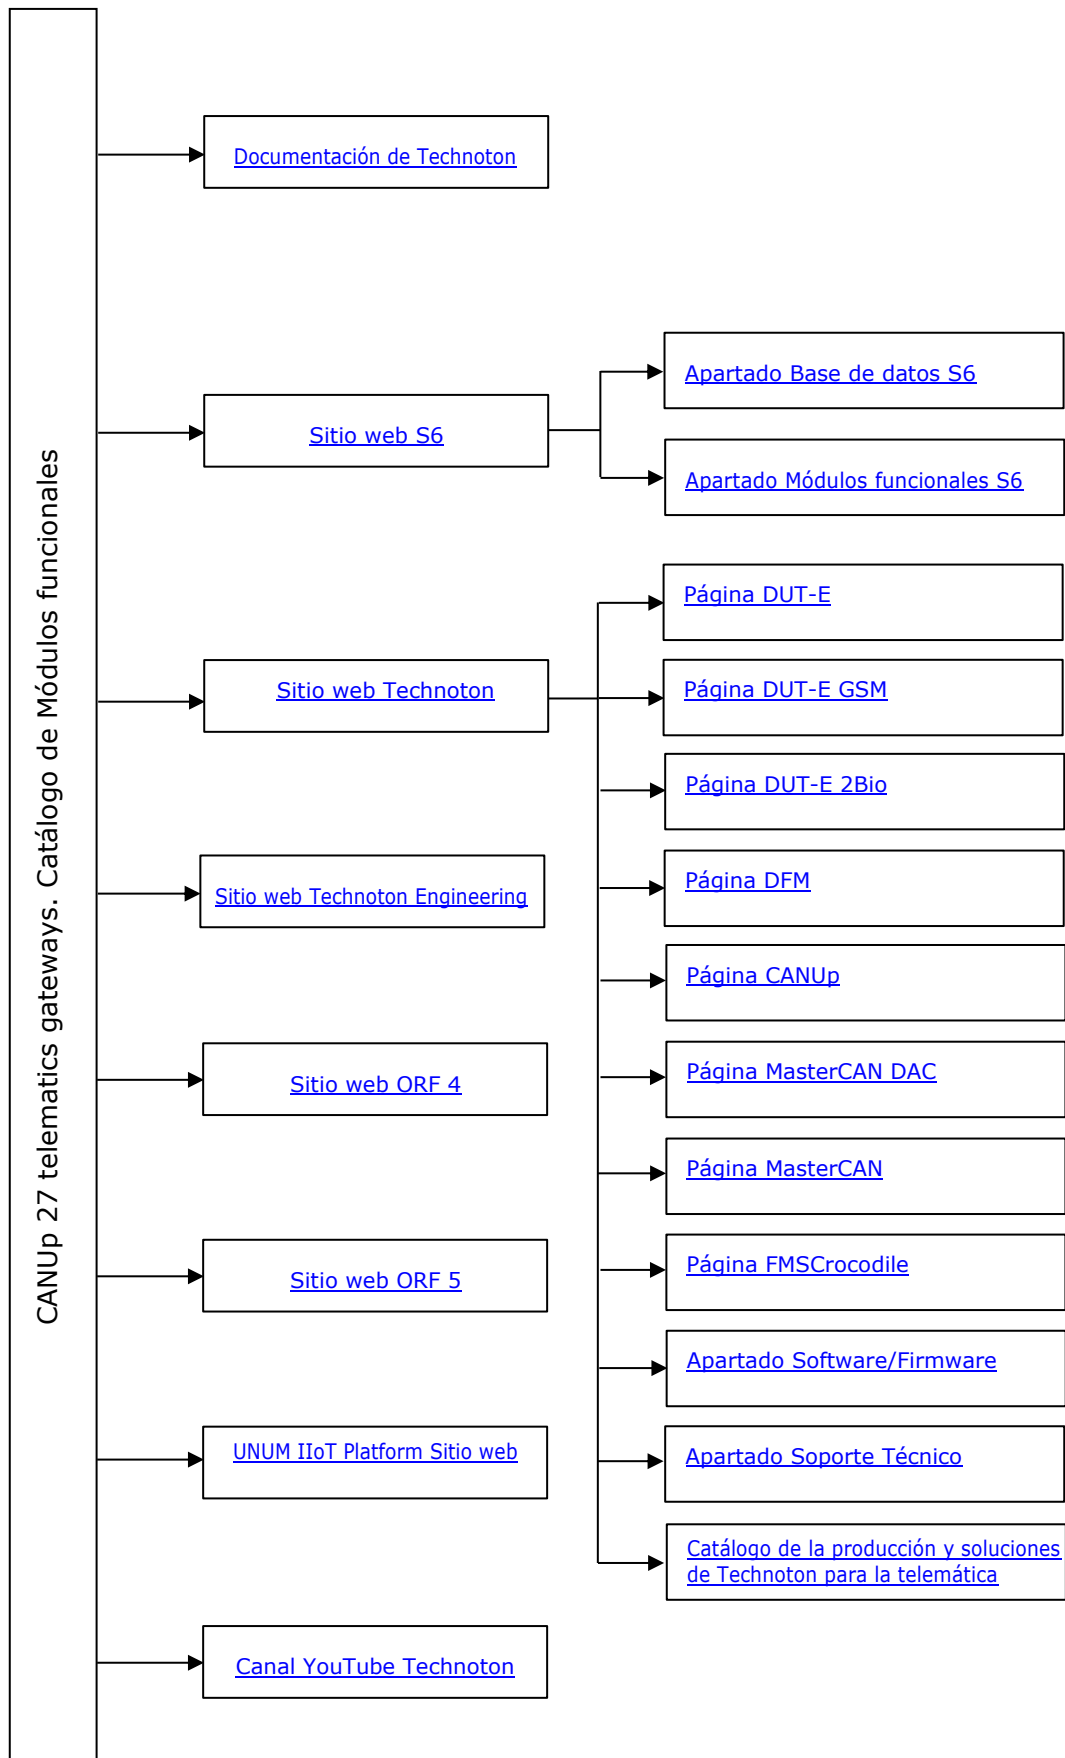 CANUp 27 telematics gateways. Catálogo de Módulos funcionales
Documentación de Technoton
Sitio web S6
Apartado Base de datos S6
Apartado Módulos funcionales S6
Sitio web Technoton
Página DUT-E
Página DUT-E GSM
Página DUT-E 2Bio
Página DFM
Página CANUp
Página MasterCAN DAC
Página MasterCAN
Página FMSCrocodile
Apartado Software/Firmware
Apartado Soporte Técnico
Catálogo de la producción y soluciones
de Technoton para la telemática
Sitio web Technoton Engineering
Sitio web ORF 4
Sitio web ORF 5
UNUM IIoT Platform Sitio web
Canal YouTube Technoton